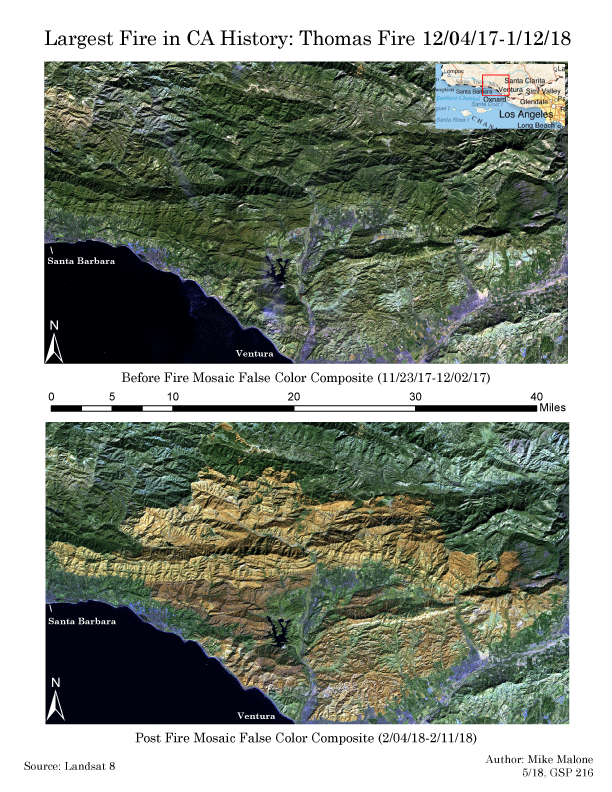 Largest Fire in CA History: Thomas Fire 12/04/17-1/12/18
Lompoc
Santa Clarita
Santa Barbara
Ventura
Simi Valley
Oxnard
Glendale
Los Angeles
Long Beach
Santa Barbara
N
Ventura
Before Fire Mosaic False Color Composite (11/23/17-12/02/17)
0 5 10 20 30 40
Miles
Santa Barbara
N
Ventura
Post Fire Mosaic False Color Composite (2/04/18-2/11/18)
Source: Landsat 8
Author: Mike Malone
5/18, GSP 216